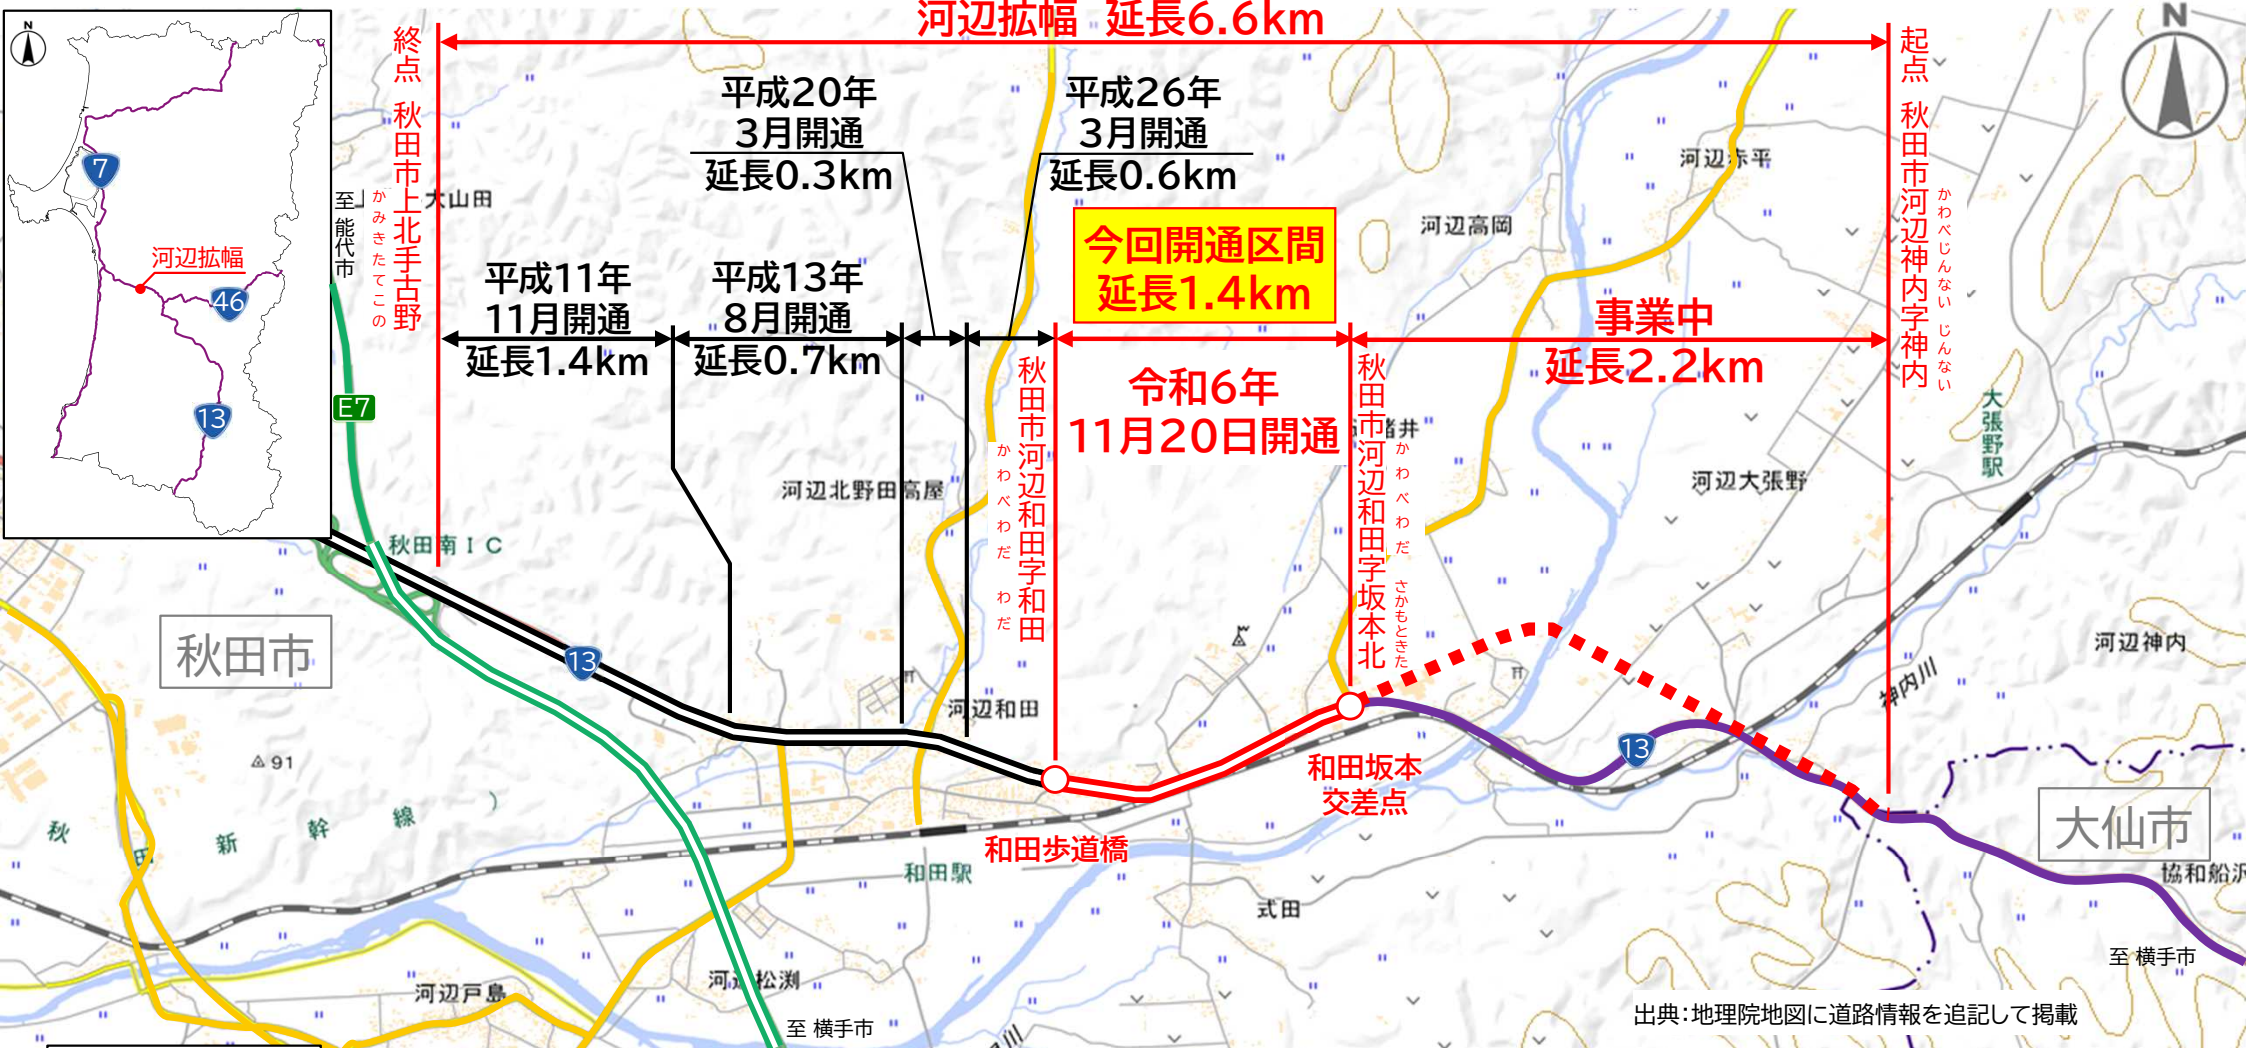 河辺拡幅 延長6.6km
N
7
河辺拡幅
46
13
終点 秋田市上北手古野
かみきたてこの
至
能代市
大山田
平成20年
3月開通
延長0.3km
平成26年
3月開通
延長0.6km
起点 秋田市河辺神内字神内
かわべじんない じんない
N
河辺赤平
河辺高岡
平成11年
11月開通
延長1.4km
平成13年
8月開通
延長0.7km
今回開通区間
延長1.4km
令和6年
11月20日開通
事業中
延長2.2km
E7
秋田市河辺和田字和田
かわべわだ わだ
秋田市河辺和田字坂本北
かわべわだ さかもときた
諸井
河辺北野田高屋
河辺大張野
大張野駅
秋田南IC
秋田市
13
河辺和田
河辺神内
神内川
13
91
和田坂本
交差点
和田歩道橋
秋田新幹線)
和田駅
大仙市
協和船沢
式田
河辺戸島
河辺松渕
至 横手市
至 横手市
川
出典:地理院地図に道路情報を追記して掲載